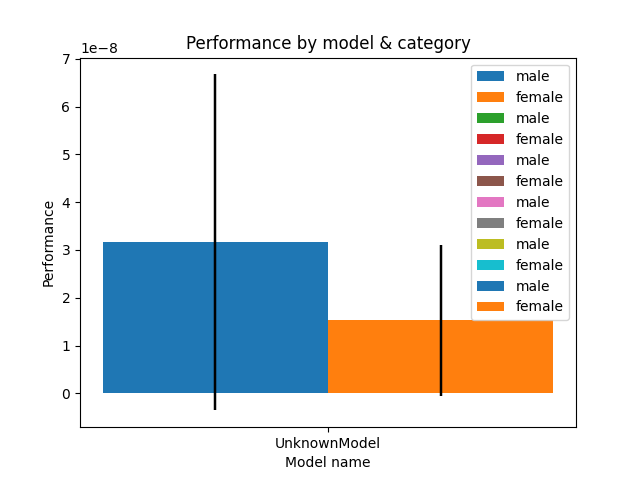 Performance by model & category
1e−8
7
6
5
4
3
2
1
0
Performance
male
female
male
female
male
female
male
female
male
female
male
female
UnknownModel
Model name